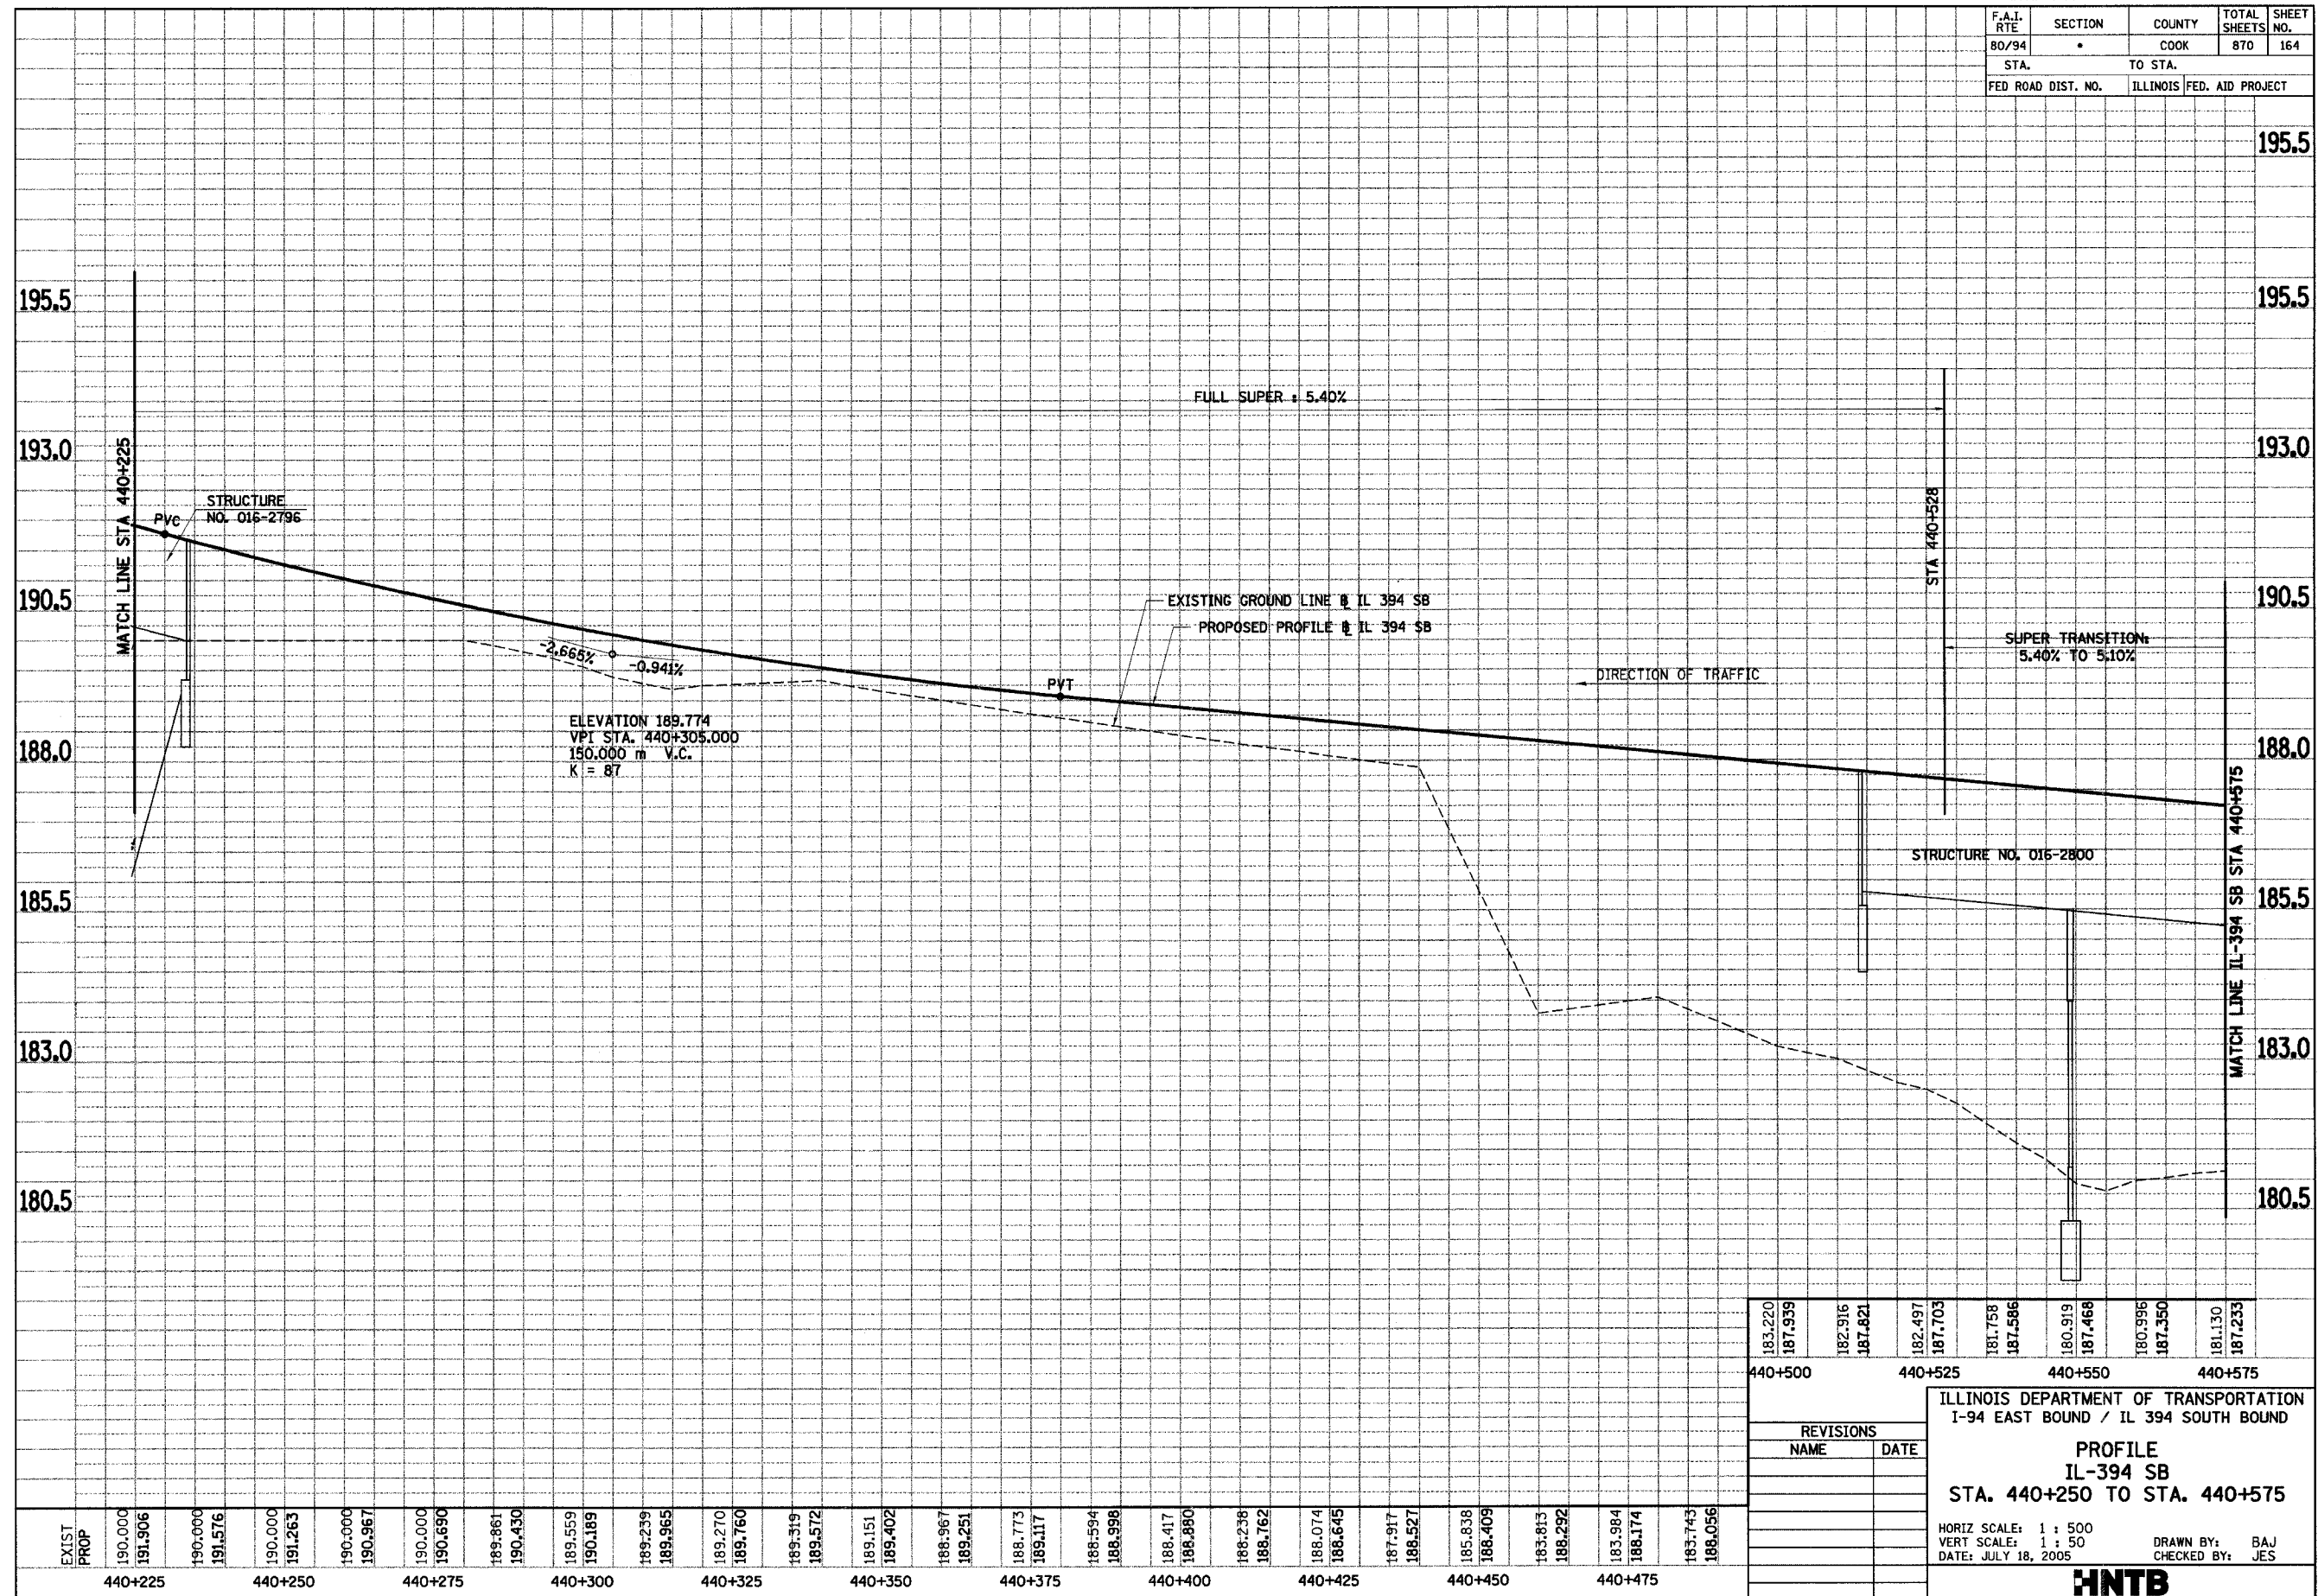 F.A.I. RTE SECTION COUNTY TOTAL SHEETS SHEET NO.
80/94 • COOK 870 164
STA. TO STA.
FED ROAD DIST. NO. ILLINOIS FED. AID PROJECT
195.5
195.5 195.5
FULL SUPER : 5.40%
193.0 193.0
MATCH LINE STA 440+225
STRUCTURE
NO. 016-2796
PVC
STA 440+528
190.5 190.5
EXISTING GROUND LINE ℄ IL 394 SB
PROPOSED PROFILE ℄ IL 394 SB
SUPER TRANSITION:
5.40% TO 5.10%
-2.665% -0.941%
DIRECTION OF TRAFFIC
PVT
ELEVATION 189.774
VPI STA. 440+305.000
150.000 m V.C.
K = 87
188.0 188.0
STRUCTURE NO. 016-2800
MATCH LINE IL-394 SB STA 440+575
185.5 185.5
183.0 183.0
180.5 180.5
183.220 182.916 182.497 181.758 180.919 180.996 181.130
187.939 187.821 187.703 187.586 187.468 187.350 187.233
440+500 440+525 440+550 440+575
EXIST 190.000 190.000 190.000 190.000 190.000 189.861 189.559 189.239 189.270 189.319 189.151 188.967 188.773 188.594 188.417 188.238 188.074 187.917 185.838 183.813 183.984 183.743
PROP 191.906 191.576 191.263 190.967 190.690 190.430 190.189 189.965 189.760 189.572 189.402 189.251 189.117 188.998 188.880 188.762 188.645 188.527 188.409 188.292 188.174 188.056
440+225 440+250 440+275 440+300 440+325 440+350 440+375 440+400 440+425 440+450 440+475
REVISIONS
NAME DATE
ILLINOIS DEPARTMENT OF TRANSPORTATION
I-94 EAST BOUND / IL 394 SOUTH BOUND
PROFILE
IL-394 SB
STA. 440+250 TO STA. 440+575
HORIZ SCALE: 1 : 500
VERT SCALE: 1 : 50 DRAWN BY: BAJ
DATE: JULY 18, 2005 CHECKED BY: JES
HNTB